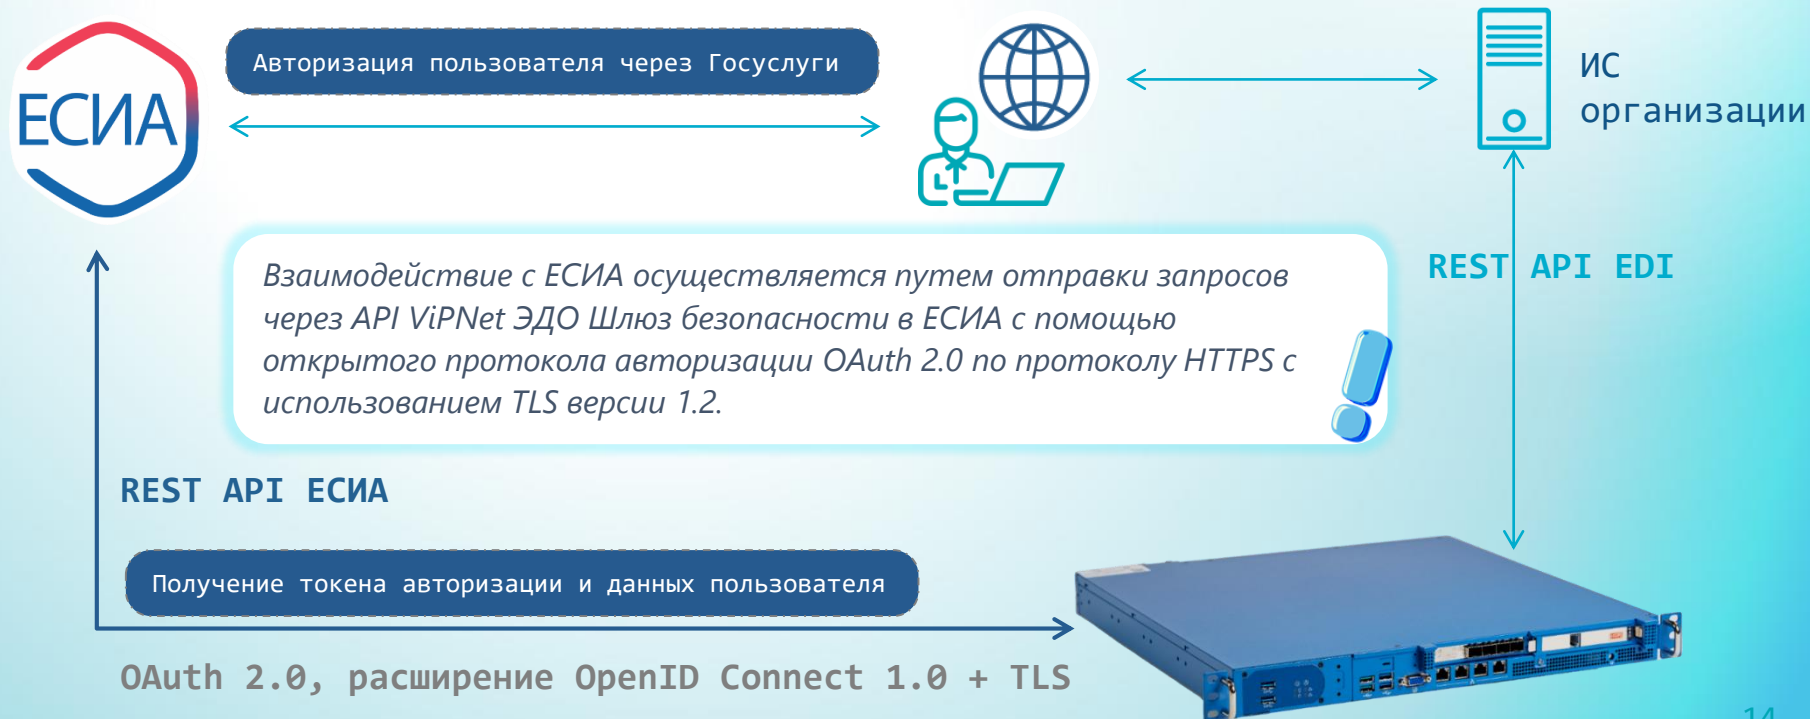 ЕСИА
Авторизация пользователя через Госуслуги
ИС
организации
Взаимодействие с ЕСИА осуществляется путем отправки запросов
через API ViPNet ЭДО Шлюз безопасности в ЕСИА с помощью
открытого протокола авторизации OAuth 2.0 по протоколу HTTPS с
использованием TLS версии 1.2.
REST API EDI
REST API ЕСИА
Получение токена авторизации и данных пользователя
OAuth 2.0, расширение OpenID Connect 1.0 + TLS
14